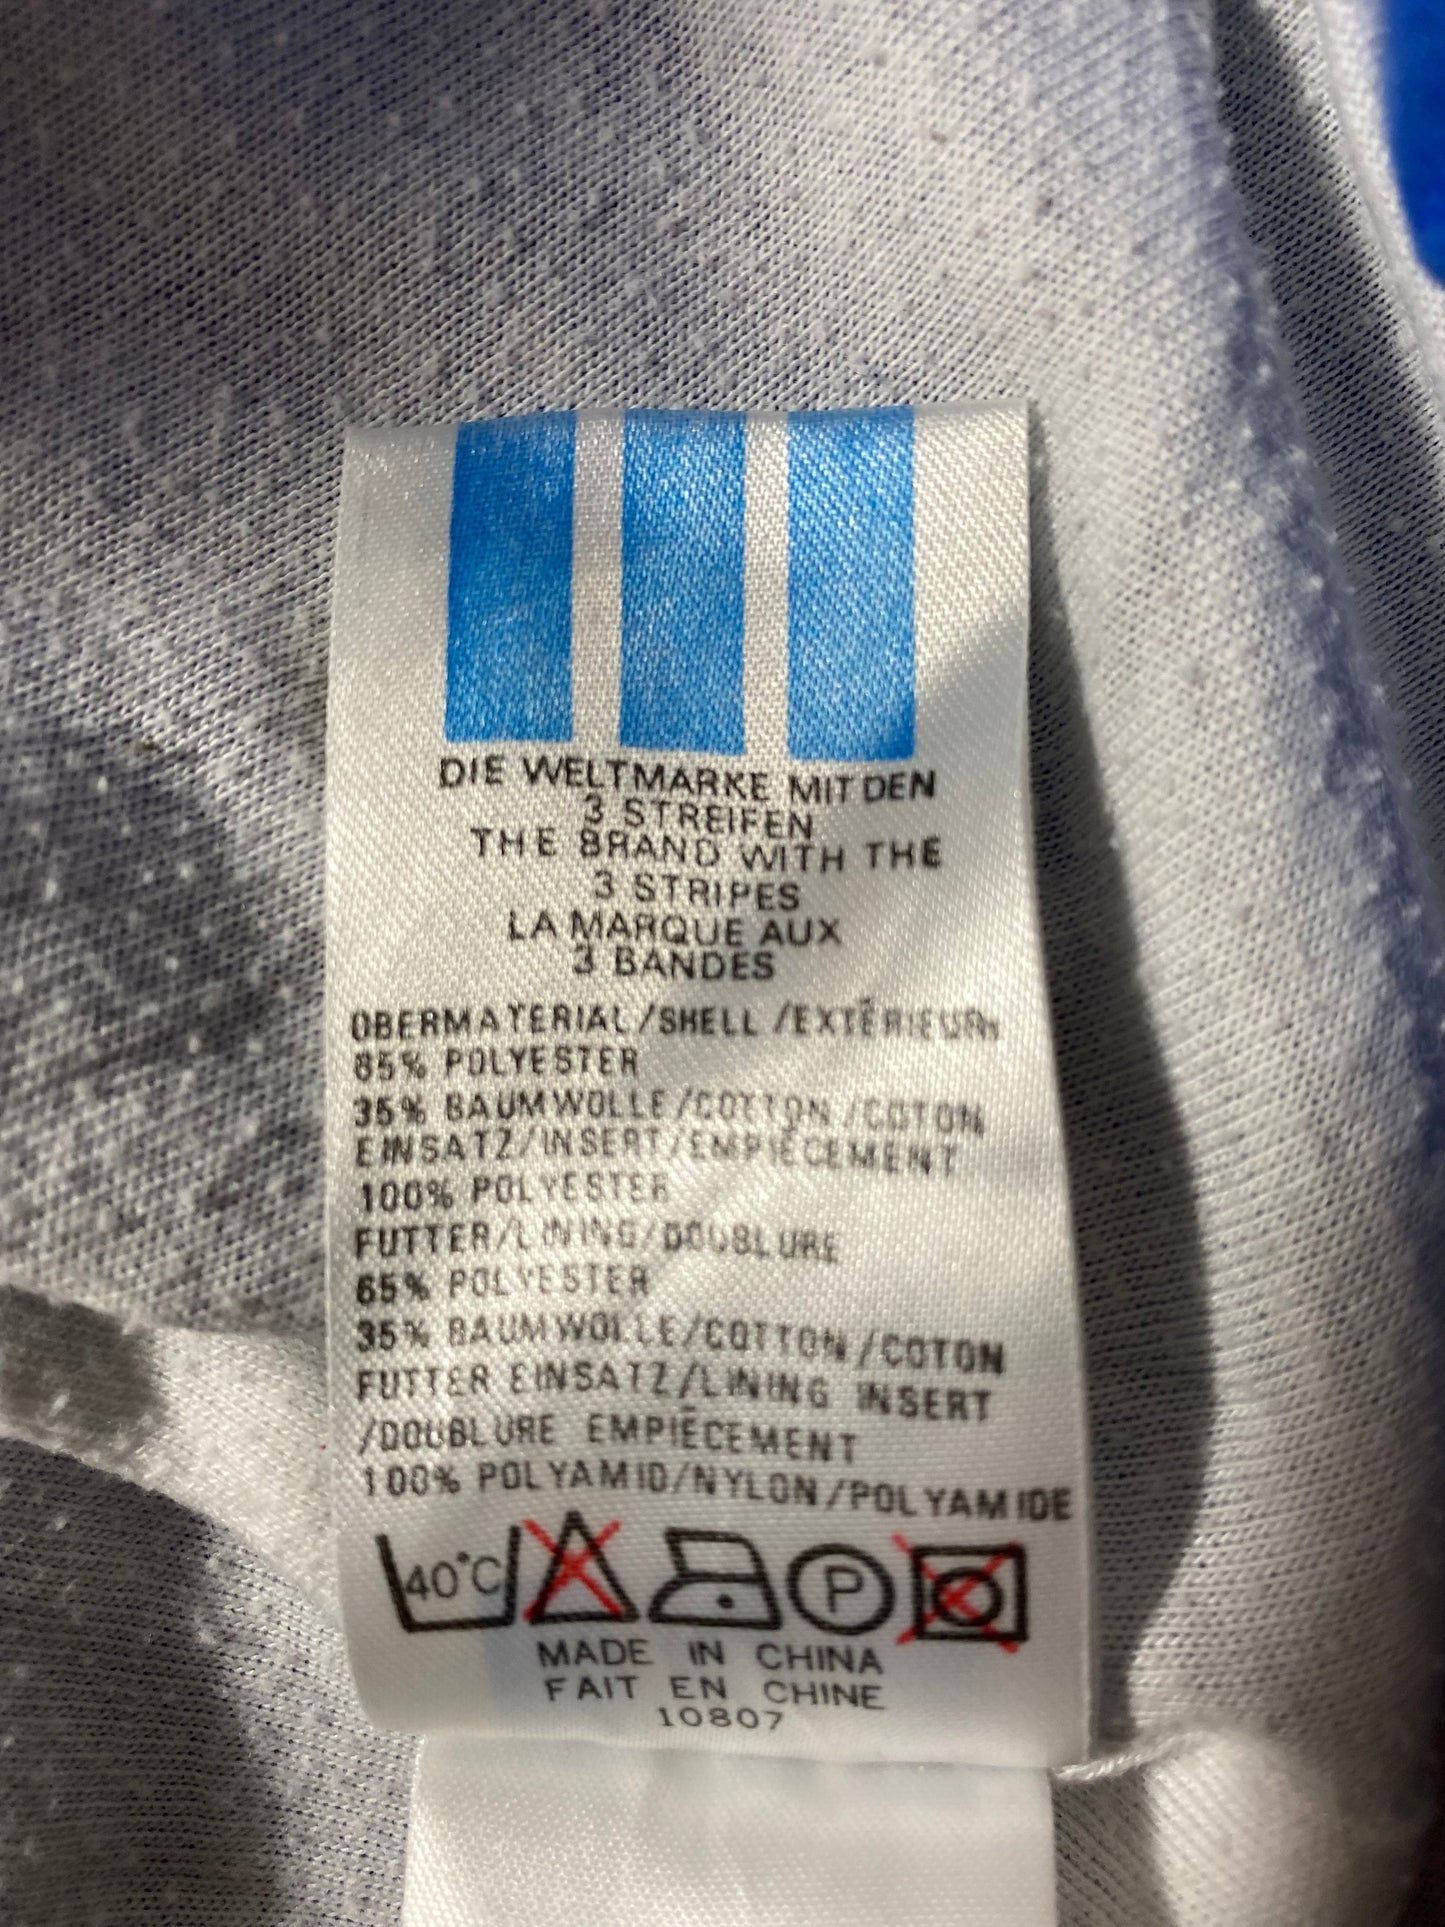 DIE WELTMARKE MIT DEN
3 STREIFEN
THE BRAND WITH THE
3 STRIPES
LA MARQUE AUX
3 BANDES
OBERMATERIAL/SHELL/EXTÉRIEUR,
65% POLYESTER
35% BAUMWOLLE/COTTON/COTON
EINSATZ/INSERT/EMPIÉCEMENT
100% POLYESTER
FUTTER/LINING/DOUBLURE
65% POLYESTER
35% BAUMWOLLE/COTTON/COTON
FUTTER EINSATZ/LINING INSERT
/DOUBLURE EMPIÉCEMENT
100% POLYAMID/NYLON/POLYAMIDE
40°C P
MADE IN CHINA
FAIT EN CHINE
10807